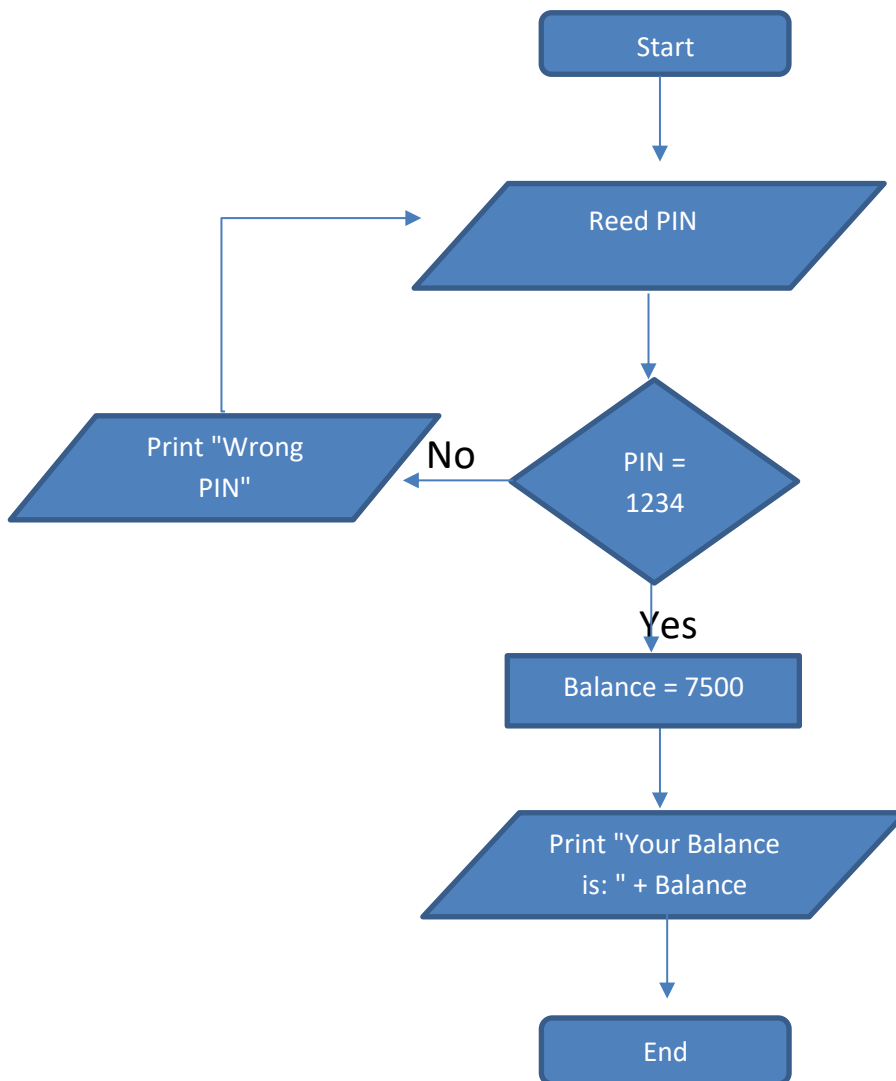 Start
Reed PIN
PIN =
1234
No
Print "Wrong
PIN"
Yes
Balance = 7500
Print "Your Balance
is: " + Balance
End